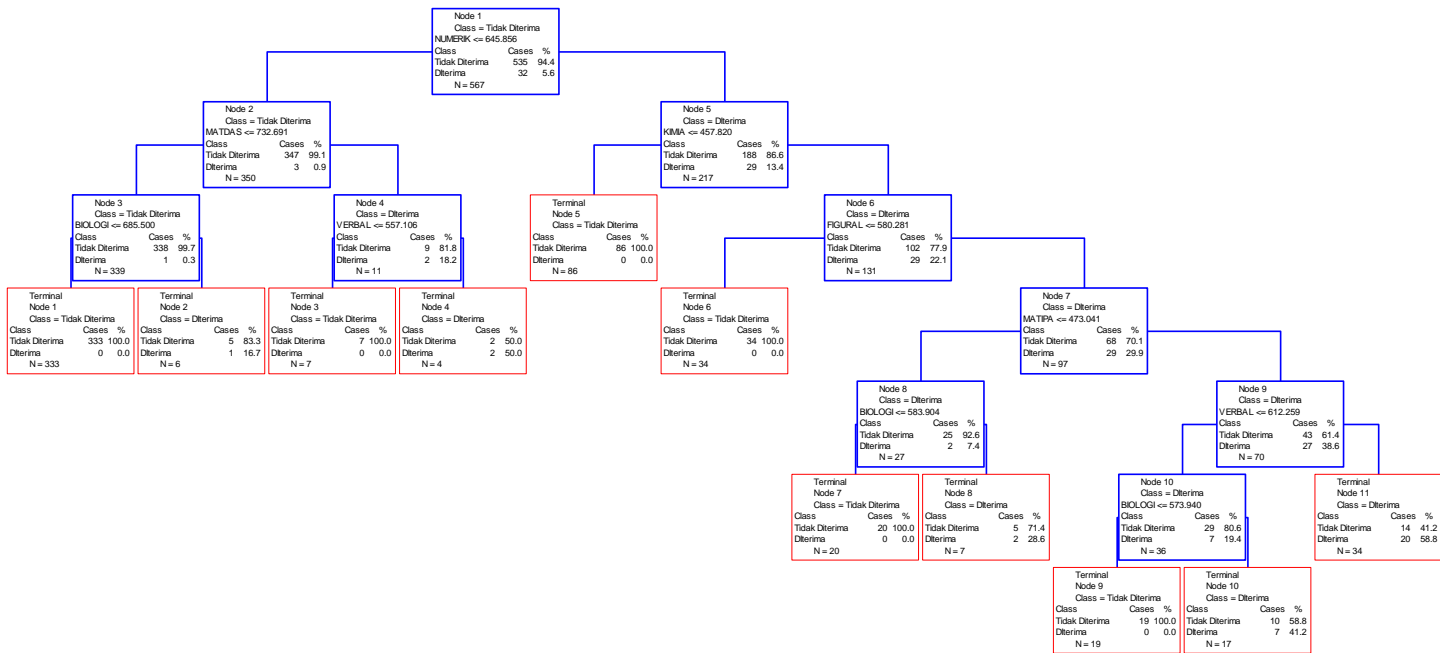 Node 1
Class = Tidak Diterima
NUMERIK <= 645.856
Class Cases %
Tidak Diterima 535 94.4
Diterima 32 5.6
N = 567
Node 2
Class = Tidak Diterima
MATDAS <= 732.691
Class Cases %
Tidak Diterima 347 99.1
Diterima 3 0.9
N = 350
Node 5
Class = Diterima
KIMIA <= 457.820
Class Cases %
Tidak Diterima 188 86.6
Diterima 29 13.4
N = 217
Node 3
Class = Tidak Diterima
BIOLOGI <= 685.500
Class Cases %
Tidak Diterima 338 99.7
Diterima 1 0.3
N = 339
Node 4
Class = Diterima
VERBAL <= 557.106
Class Cases %
Tidak Diterima 9 81.8
Diterima 2 18.2
N = 11
Terminal
Node 5
Class = Tidak Diterima
Class Cases %
Tidak Diterima 86 100.0
Diterima 0 0.0
N = 86
Node 6
Class = Diterima
FIGURAL <= 580.281
Class Cases %
Tidak Diterima 102 77.9
Diterima 29 22.1
N = 131
Terminal
Node 1
Class = Tidak Diterima
Class Cases %
Tidak Diterima 333 100.0
Diterima 0 0.0
N = 333
Terminal
Node 2
Class = Diterima
Class Cases %
Tidak Diterima 5 83.3
Diterima 1 16.7
N = 6
Terminal
Node 3
Class = Tidak Diterima
Class Cases %
Tidak Diterima 7 100.0
Diterima 0 0.0
N = 7
Terminal
Node 4
Class = Diterima
Class Cases %
Tidak Diterima 2 50.0
Diterima 2 50.0
N = 4
Terminal
Node 6
Class = Tidak Diterima
Class Cases %
Tidak Diterima 34 100.0
Diterima 0 0.0
N = 34
Node 7
Class = Diterima
MATIPA <= 473.041
Class Cases %
Tidak Diterima 68 70.1
Diterima 29 29.9
N = 97
Node 8
Class = Diterima
BIOLOGI <= 583.904
Class Cases %
Tidak Diterima 25 92.6
Diterima 2 7.4
N = 27
Node 9
Class = Diterima
VERBAL <= 612.259
Class Cases %
Tidak Diterima 43 61.4
Diterima 27 38.6
N = 70
Terminal
Node 7
Class = Tidak Diterima
Class Cases %
Tidak Diterima 20 100.0
Diterima 0 0.0
N = 20
Terminal
Node 8
Class = Diterima
Class Cases %
Tidak Diterima 5 71.4
Diterima 2 28.6
N = 7
Node 10
Class = Diterima
BIOLOGI <= 573.940
Class Cases %
Tidak Diterima 29 80.6
Diterima 7 19.4
N = 36
Terminal
Node 11
Class = Diterima
Class Cases %
Tidak Diterima 14 41.2
Diterima 20 58.8
N = 34
Terminal
Node 9
Class = Tidak Diterima
Class Cases %
Tidak Diterima 19 100.0
Diterima 0 0.0
N = 19
Terminal
Node 10
Class = Diterima
Class Cases %
Tidak Diterima 10 58.8
Diterima 7 41.2
N = 17